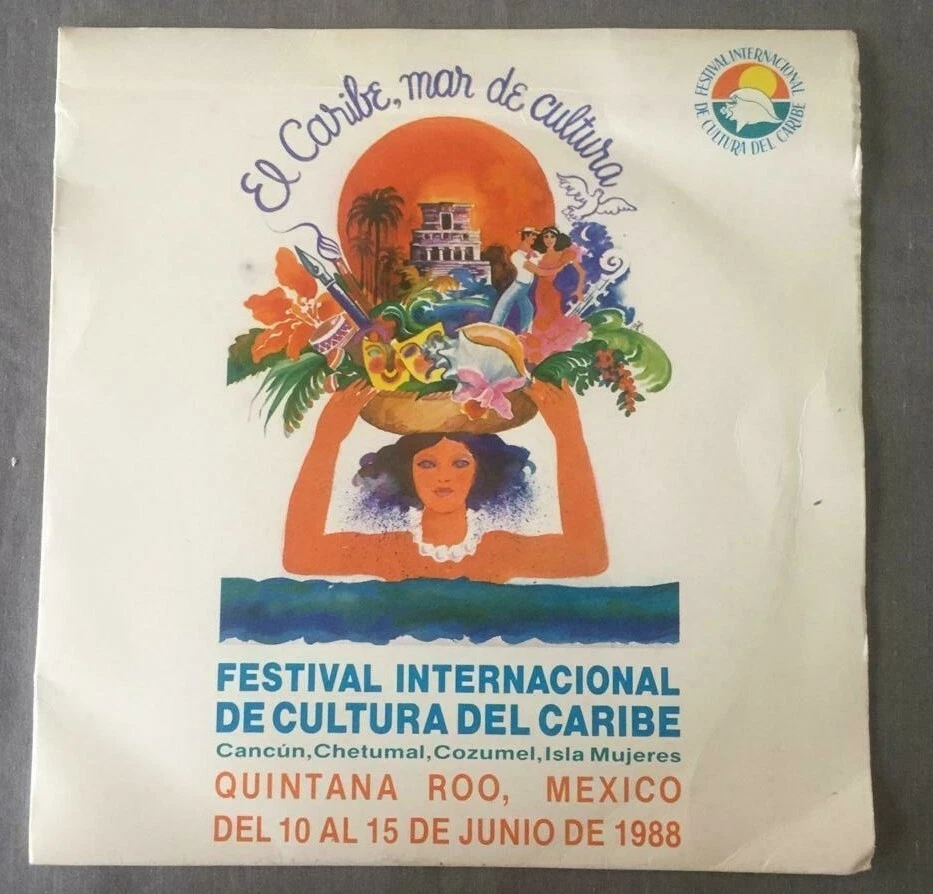 El Caribe, mar de cultura
FESTIVAL INTERNACIONAL
DE CULTURA DEL CARIBE
FESTIVAL INTERNACIONAL
DE CULTURA DEL CARIBE
Cancún, Chetumal, Cozumel, Isla Mujeres
QUINTANA ROO, MEXICO
DEL 10 AL 15 DE JUNIO DE 1988